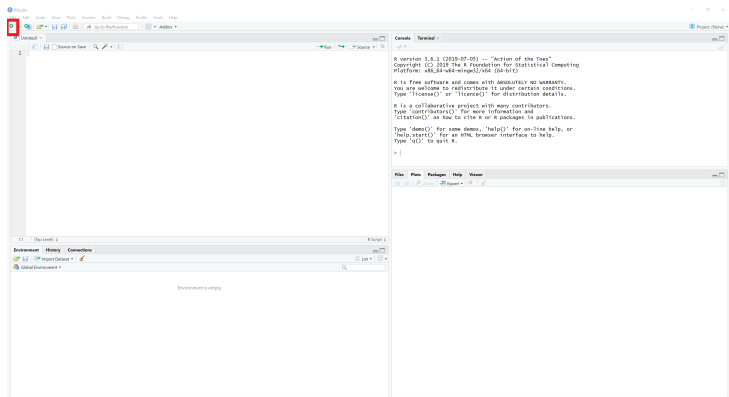 RStudio
File Edit Code View Plots Session Build Debug Profile Tools Help
Go to file/function Addins
Project: (None)
Untitled1
Source on Save Run Source
1
1:1 (Top Level) R Script
Environment History Connections
Import Dataset List
Global Environment
Environment is empty
Console Terminal
R version 3.6.1 (2019-07-05) -- "Action of the Toes"
Copyright (C) 2019 The R Foundation for Statistical Computing
Platform: x86_64-w64-mingw32/x64 (64-bit)
R is free software and comes with ABSOLUTELY NO WARRANTY.
You are welcome to redistribute it under certain conditions.
Type 'license()' or 'licence()' for distribution details.
R is a collaborative project with many contributors.
Type 'contributors()' for more information and
'citation()' on how to cite R or R packages in publications.
Type 'demo()' for some demos, 'help()' for on-line help, or
'help.start()' for an HTML browser interface to help.
Type 'q()' to quit R.
>
Files Plots Packages Help Viewer
Zoom Export